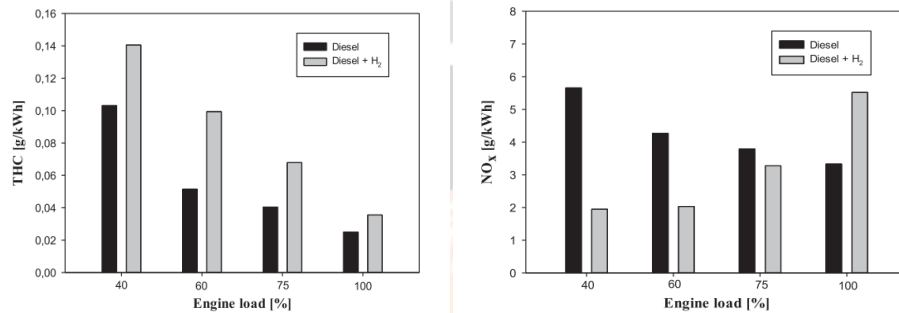 0,16
0,14
0,12
0,10
0,08
0,06
0,04
0,02
0,00
THC [g/kWh]
Diesel
Diesel + H₂
40 60 75 100
Engine load [%]
8
7
6
5
4
3
2
1
0
NOₓ [g/kWh]
Diesel
Diesel + H₂
40 60 75 100
Engine load [%]